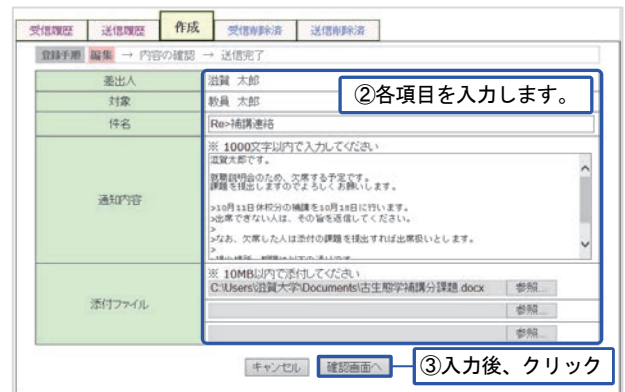 受信履歴 送信履歴 作成 受信削除済 送信削除済
登録手順 編集 → 内容の確認 → 送信完了
差出人 滋賀 太郎
②各項目を入力します。
対象 教員 太郎
件名 Re>補講連絡
通知内容
※ 1000文字以内で入力してください
滋賀太郎です。
就職説明会のため、欠席する予定です。
課題を提出しますのでよろしくお願いします。
>10月11日休校分の補講を10月18日に行います。
>出席できない人は、その旨を返信してください。
>
>なお、欠席した人は添付の課題を提出すれば出席扱いとします。
>
添付ファイル
※ 10MB以内で添付してください
C:\Users\滋賀大学\Documents\古生態学補講分課題.docx 参照...
参照...
参照...
キャンセル 確認画面へ ③入力後、クリック